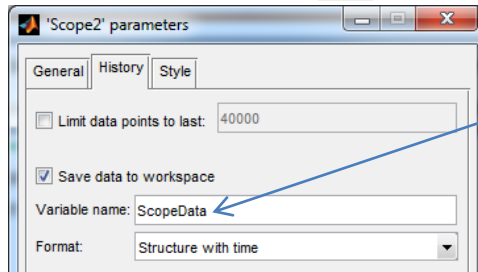 'Scope2' parameters
General History Style
Limit data points to last: 40000
Save data to workspace
Variable name: ScopeData
Format: Structure with time